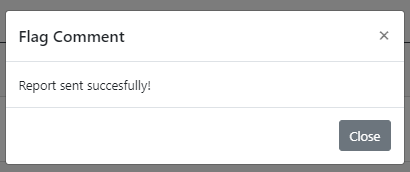 Flag Comment ×
Report sent succesfully!
Close